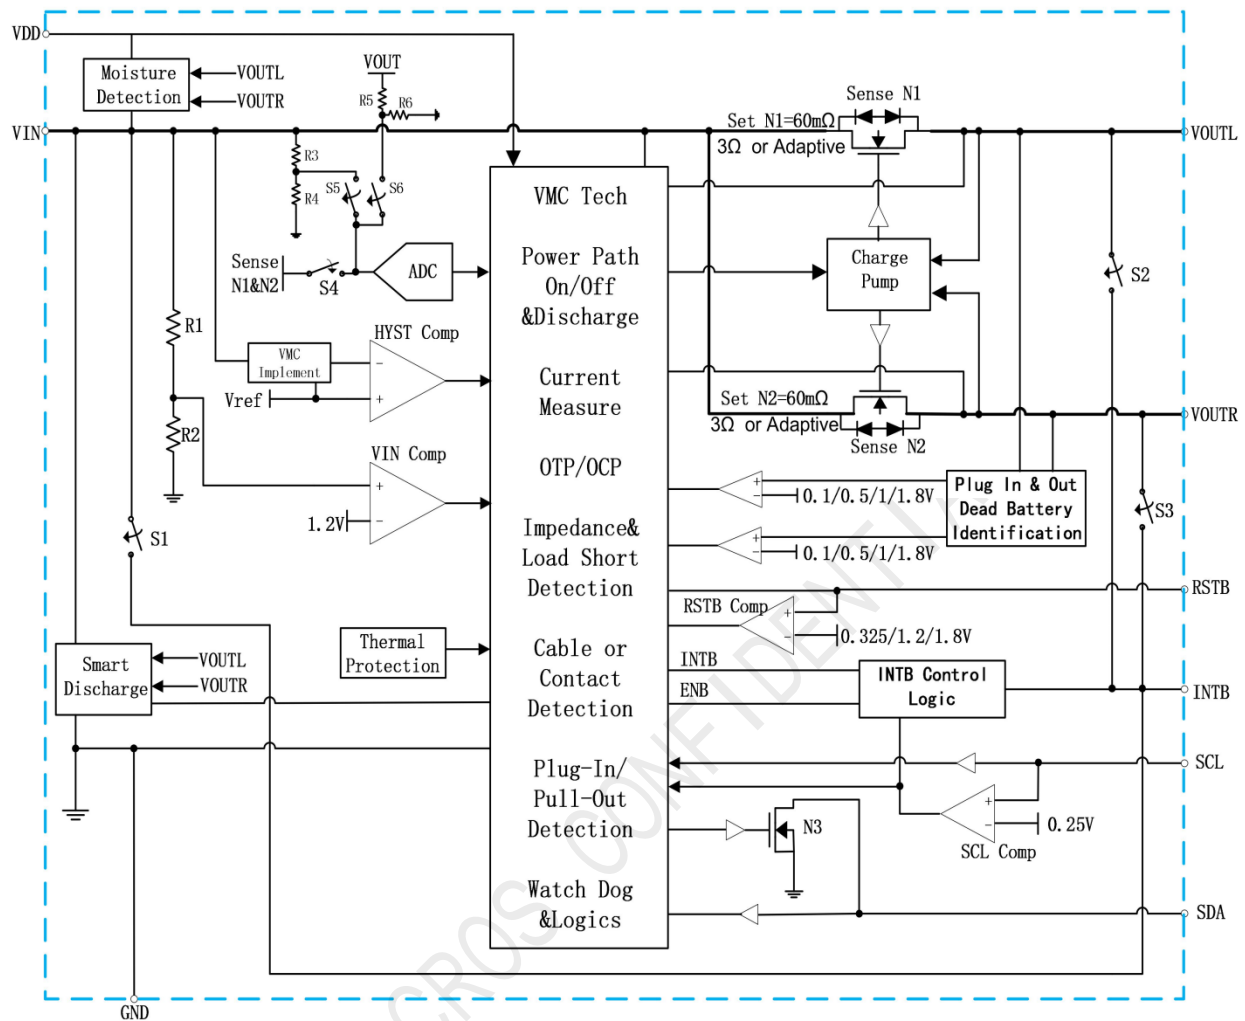 VDD
Moisture
Detection
VOUTL
VOUTR
VOUT
R5
R6
Sense N1
Set N1=60mΩ
3Ω or Adaptive
VIN
VOUTL
R3
R4
S5
S6
Sense
N1&N2
S4
ADC
VMC Tech
Power Path
On/Off
&Discharge
Current
Measure
OTP/OCP
Impedance&
Load Short
Detection
Cable or
Contact
Detection
Plug-In/
Pull-Out
Detection
Watch Dog
&Logics
Charge
Pump
S2
R1
R2
HYST Comp
VMC
Implement
Vref
−
+
VIN Comp
+
−
1.2V
S1
Set N2=60mΩ
3Ω or Adaptive
Sense N2
VOUTR
+
−
0.1/0.5/1/1.8V
+
−
0.1/0.5/1/1.8V
Plug In & Out
Dead Battery
Identification
S3
RSTB
RSTB Comp
+
−
0.325/1.2/1.8V
Thermal
Protection
Smart
Discharge
VOUTL
VOUTR
INTB
ENB
INTB Control
Logic
INTB
SCL
+
−
0.25V
SCL Comp
N3
SDA
GND
CROS CONFIDENTI